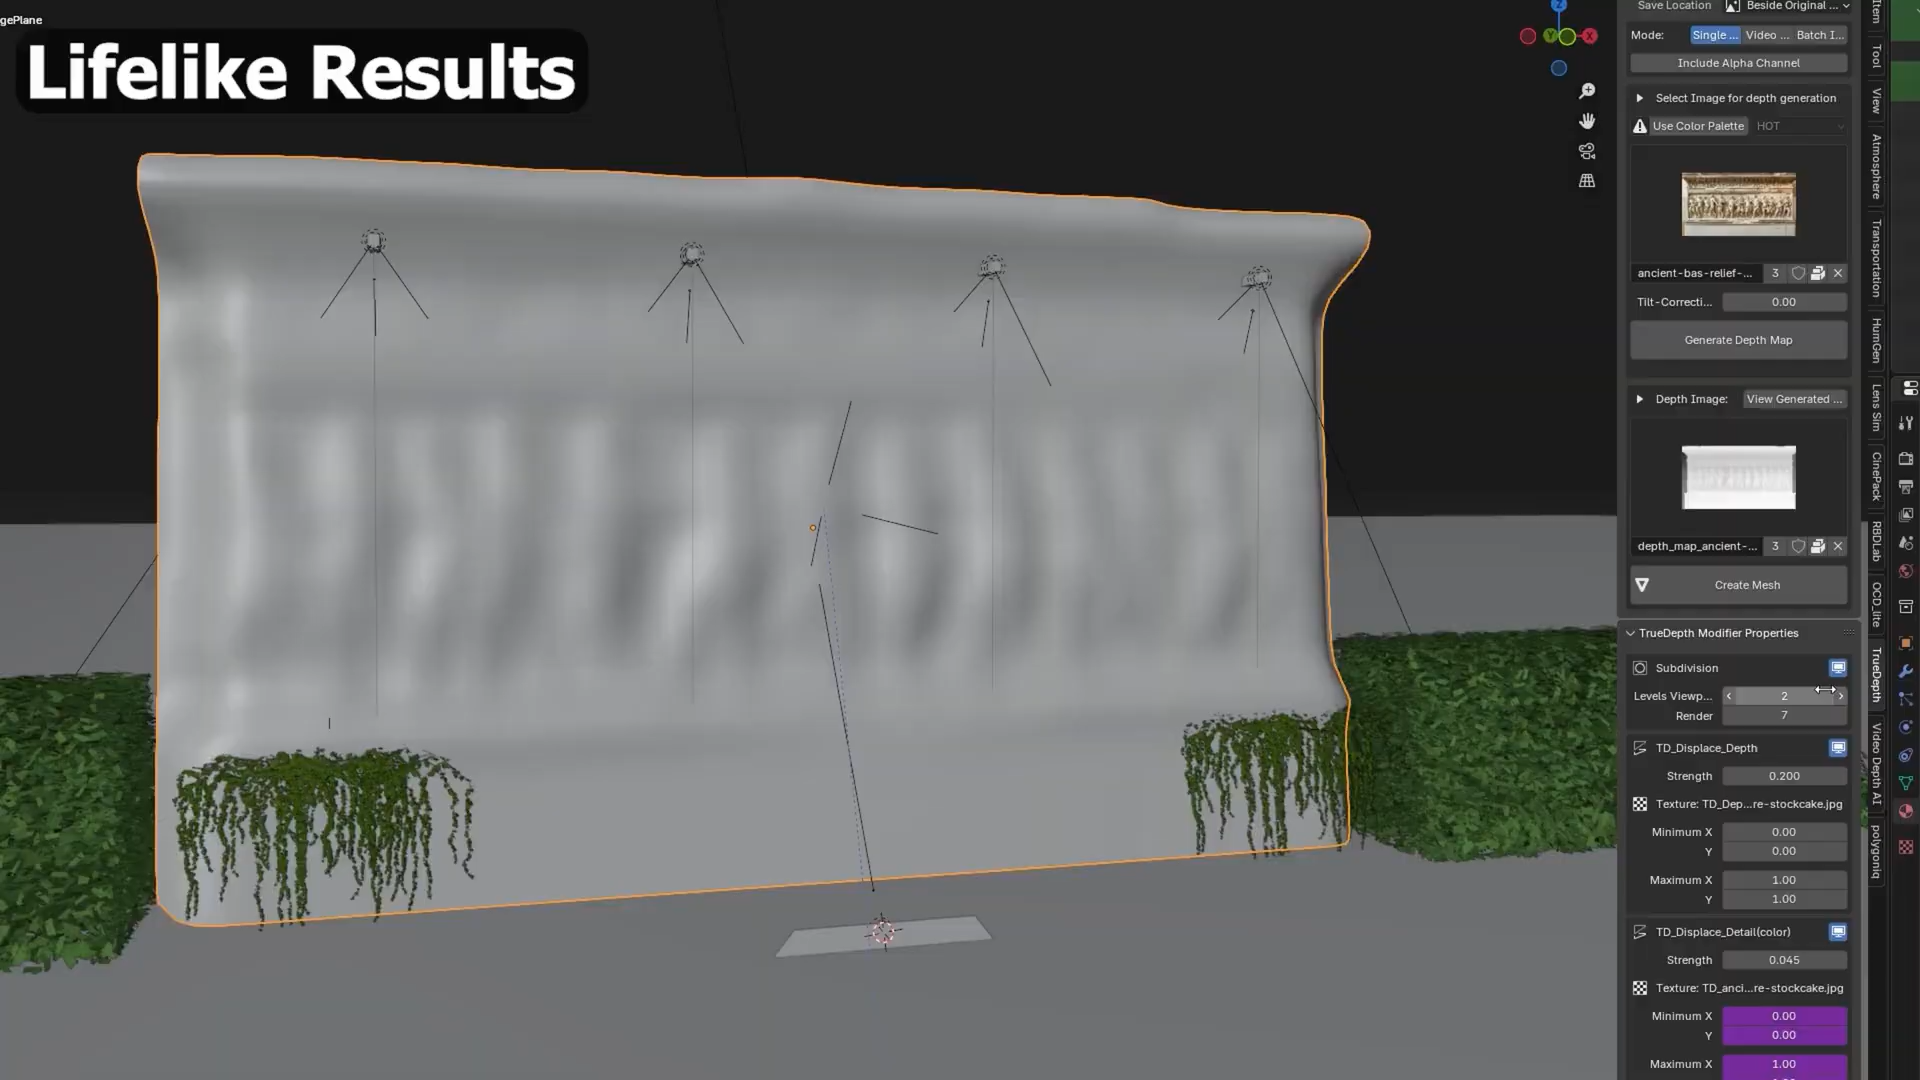 gePlane
Lifelike Results
Z
Y
X
Save Location
Beside Original ...
Mode:
Single ...
Video ...
Batch I...
Include Alpha Channel
Select Image for depth generation
Use Color Palette
HOT
ancient-bas-relief-...
3
Tilt-Correcti...
0.00
Generate Depth Map
Depth Image:
View Generated ...
depth_map_ancient-...
3
Create Mesh
TrueDepth Modifier Properties
Subdivision
Levels Viewp...
2
Render
7
TD_Displace_Depth
Strength
0.200
Texture: TD_Dep...re-stockcake.jpg
Minimum X
0.00
Y
0.00
Maximum X
1.00
Y
1.00
TD_Displace_Detail(color)
Strength
0.045
Texture: TD_anci...re-stockcake.jpg
Minimum X
0.00
Y
0.00
Maximum X
1.00
Item
Tool
View
Atmosphere
Transportation
HumGen
Lens Sim
CinePack
RBDLab
OCD_lite
TrueDepth
Video Depth AI
polygoniq